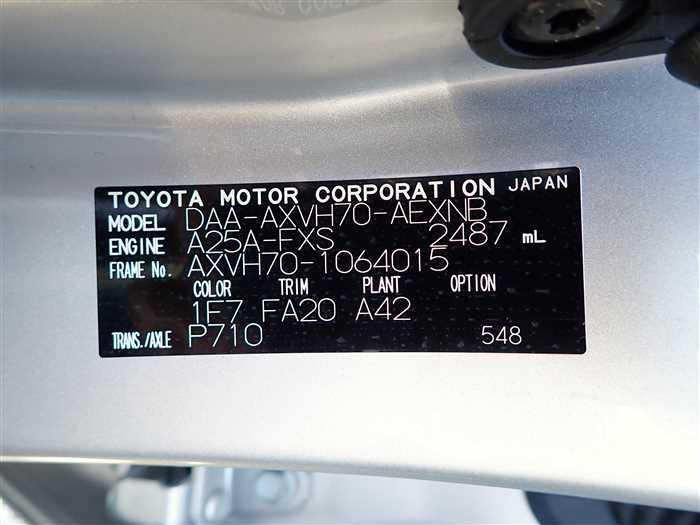 TOYOTA MOTOR CORPORATION JAPAN
MODEL DAA-AXVH70-AEXNB
ENGINE A25A-FXS 2487 mL
FRAME No. AXVH70-1064015
COLOR TRIM PLANT OPTION
1F7 FA20 A42
TRANS./AXLE P710 548